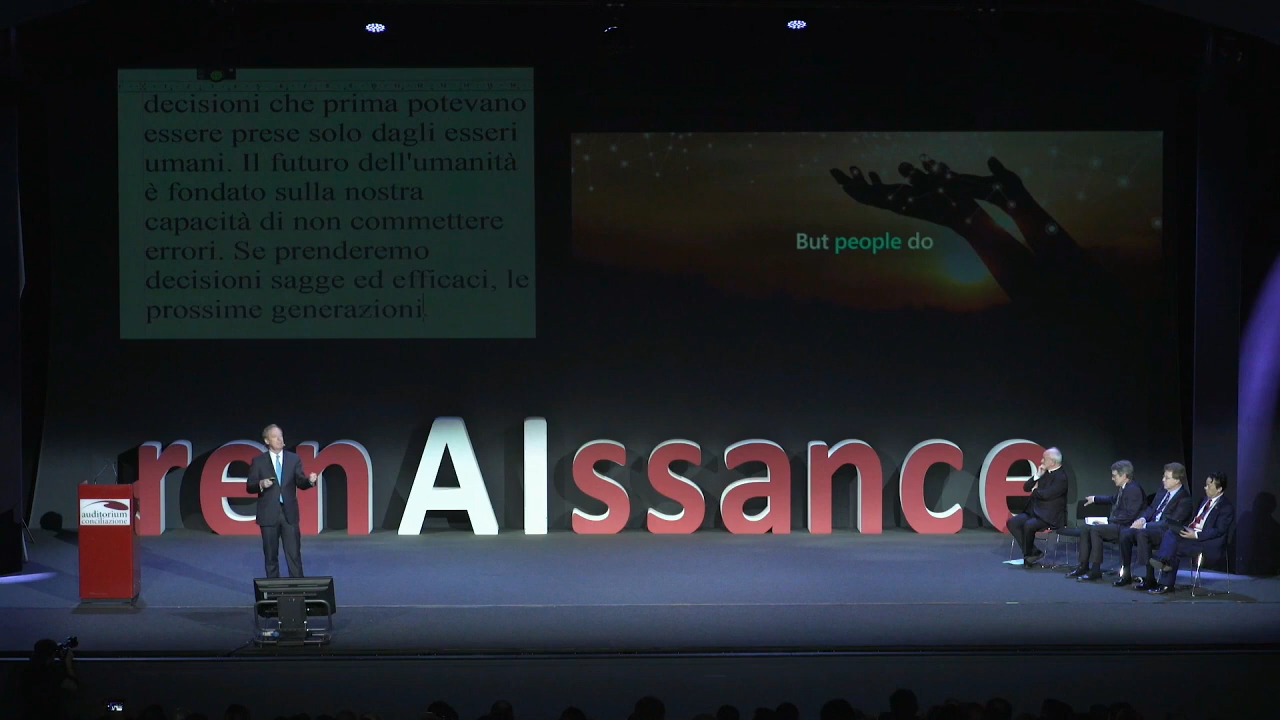 decisioni che prima potevano
essere prese solo dagli esseri
umani. Il futuro dell'umanità
è fondato sulla nostra
capacità di non commettere
errori. Se prenderemo
decisioni sagge ed efficaci, le
prossime generazioni
But people do
renAIssance
auditorium
conciliazione